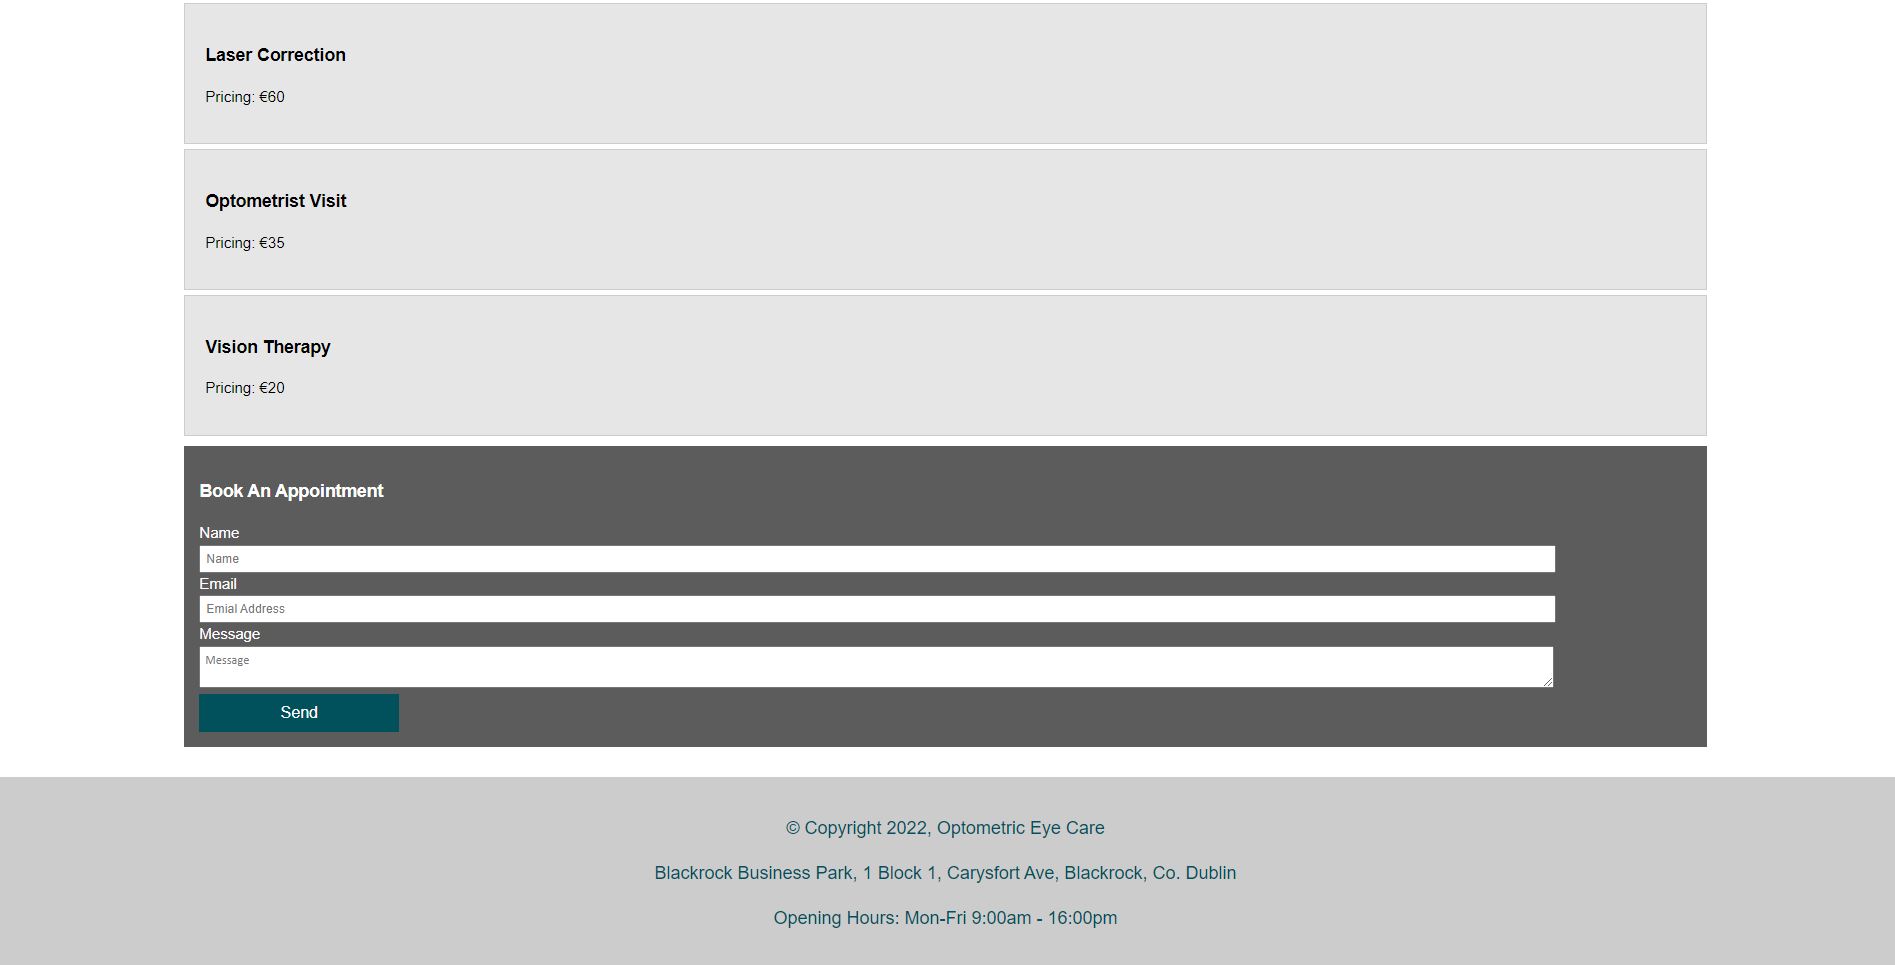 Laser Correction
Pricing: €60
Optometrist Visit
Pricing: €35
Vision Therapy
Pricing: €20
Book An Appointment
Name
Name
Email
Emial Address
Message
Message
Send
© Copyright 2022, Optometric Eye Care
Blackrock Business Park, 1 Block 1, Carysfort Ave, Blackrock, Co. Dublin
Opening Hours: Mon-Fri 9:00am - 16:00pm